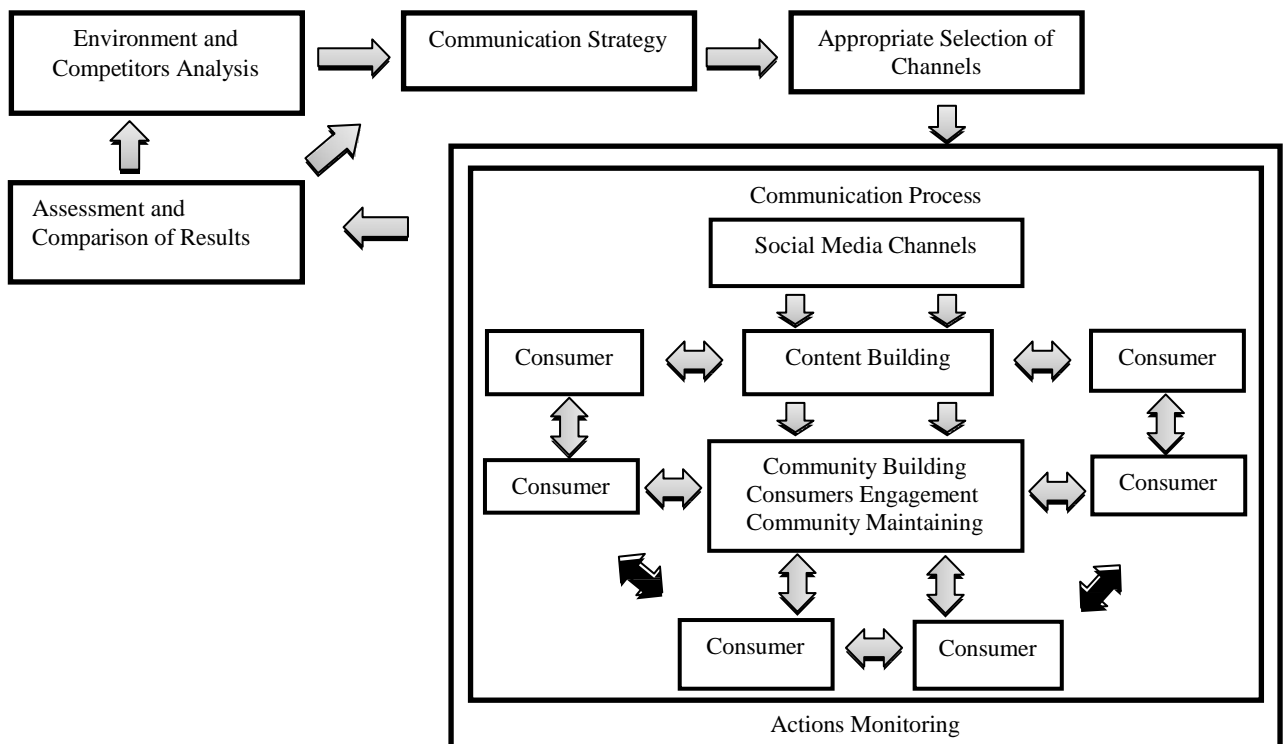 Environment and
Competitors Analysis
Communication Strategy
Appropriate Selection of
Channels
Assessment and
Comparison of Results
Communication Process
Social Media Channels
Consumer
Content Building
Consumer
Consumer
Community Building
Consumers Engagement
Community Maintaining
Consumer
Consumer
Consumer
Actions Monitoring